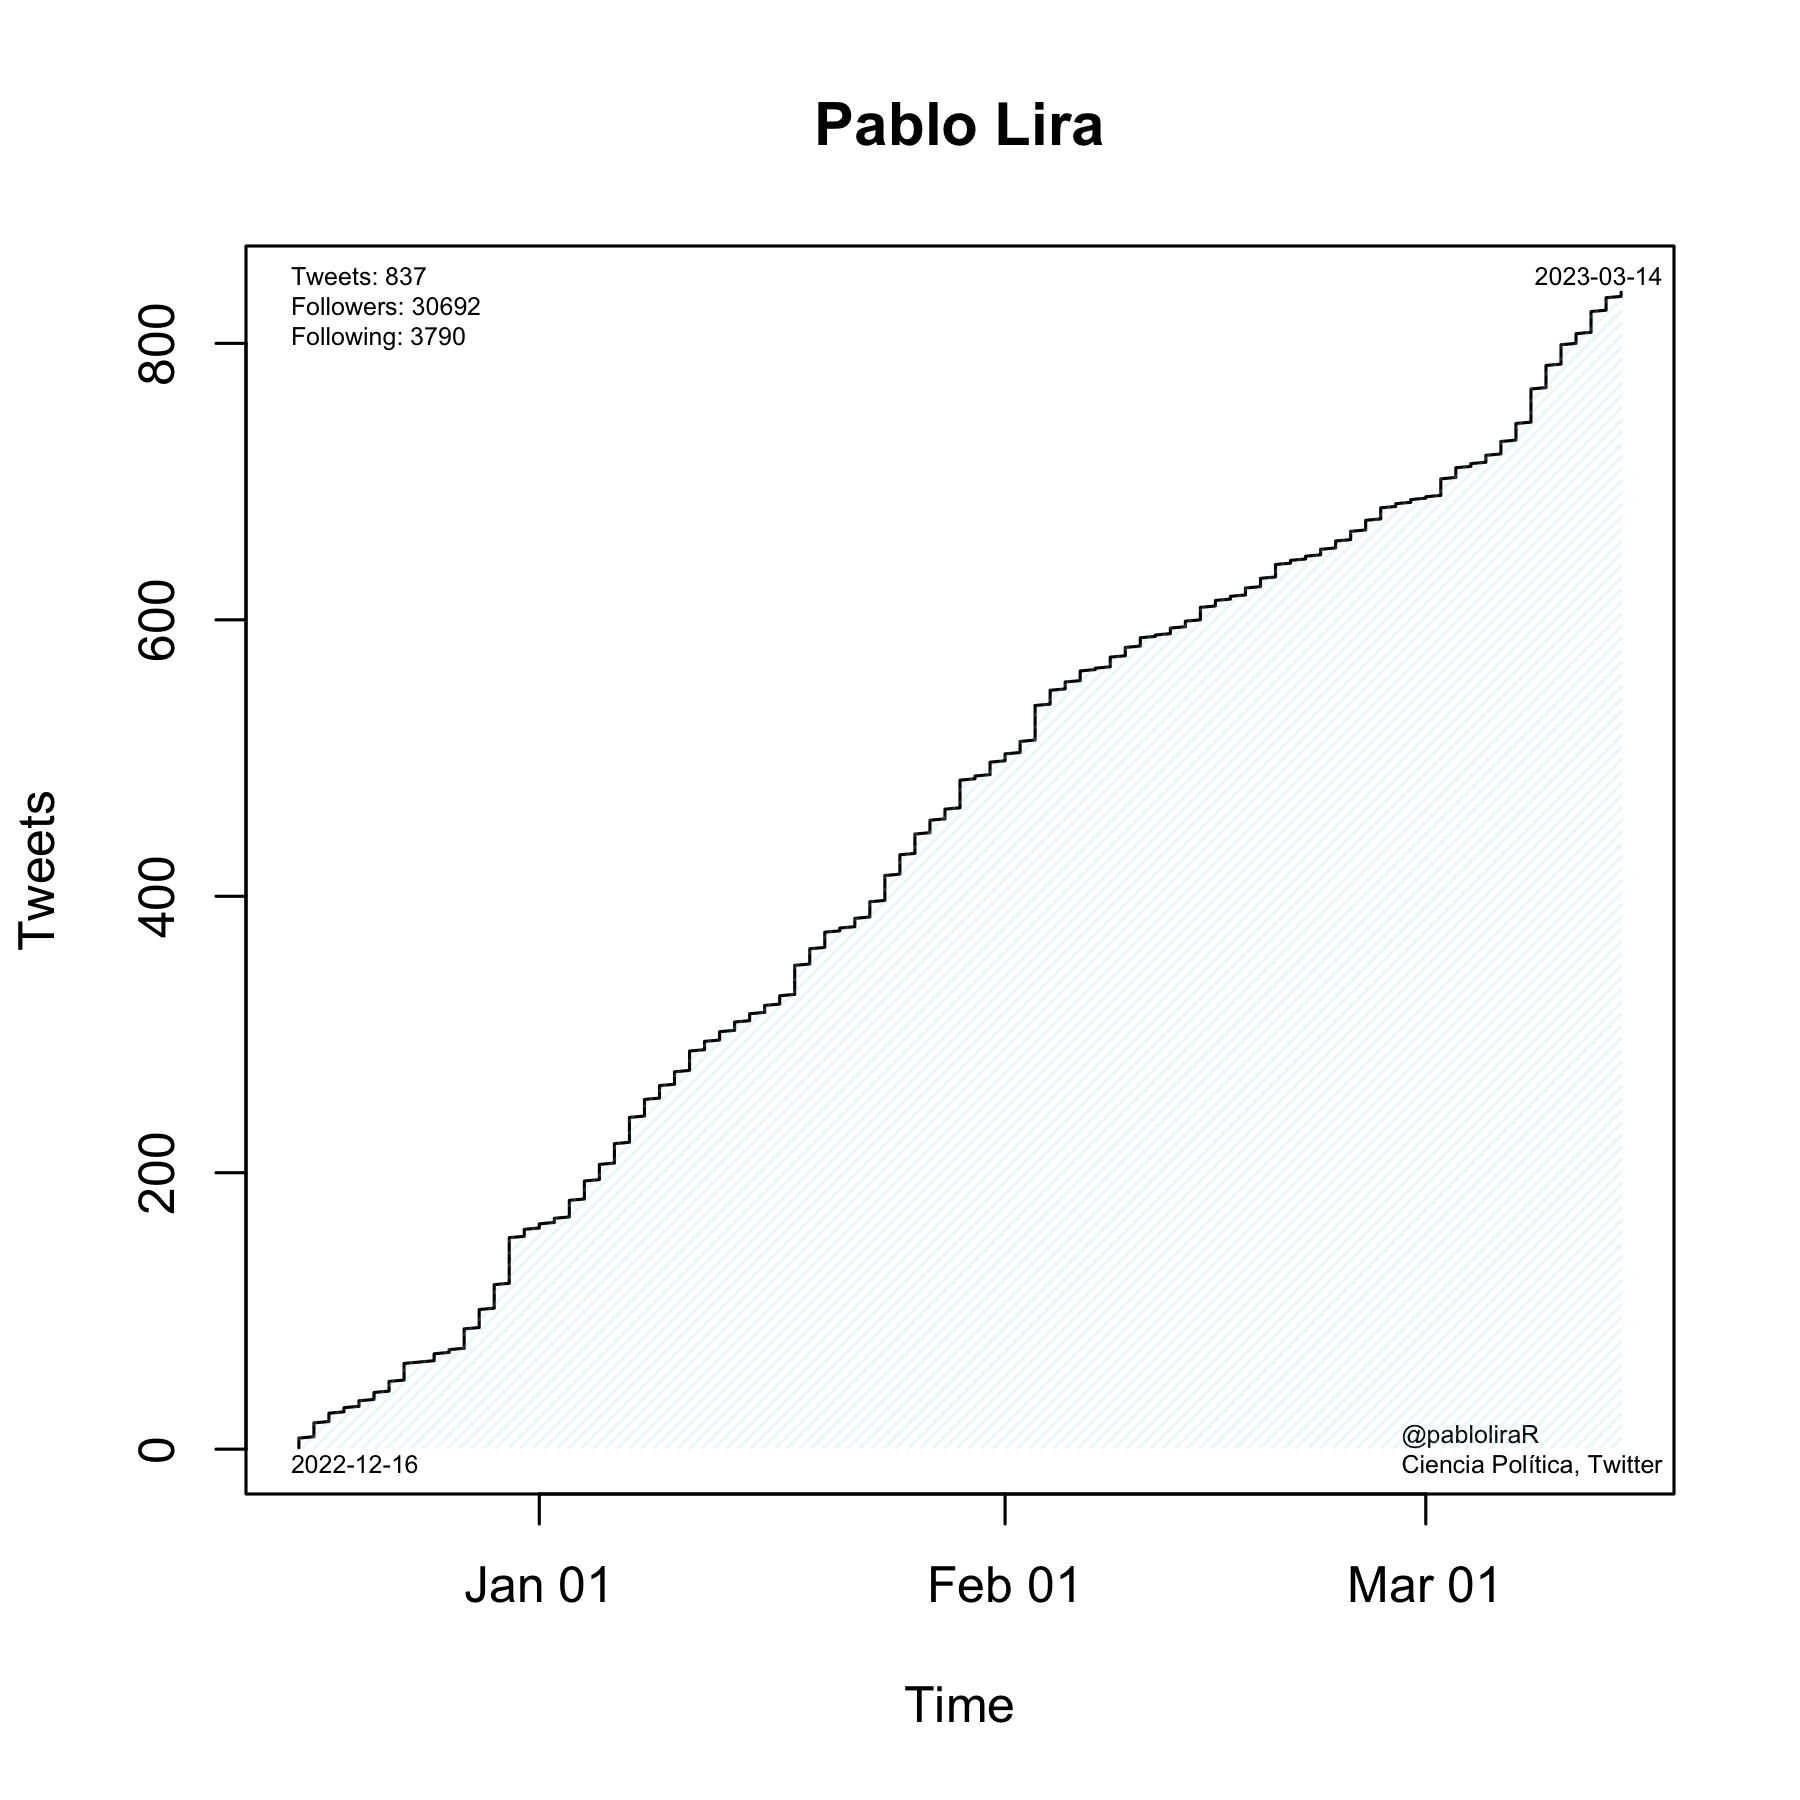 Pablo Lira
Tweets: 837
Followers: 30692
Following: 3790
2023-03-14
800
600
400
200
0
Tweets
2022-12-16
@pabloliraR
Ciencia Política, Twitter
Jan 01
Feb 01
Mar 01
Time